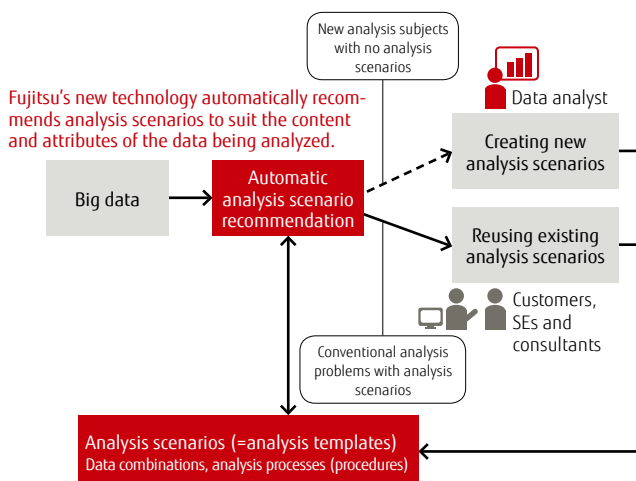 New analysis subjects
with no analysis
scenarios
Fujitsu's new technology automatically recom-
mends analysis scenarios to suit the content
and attributes of the data being analyzed.
Data analyst
Big data
Automatic
analysis scenario
recommendation
Creating new
analysis scenarios
Reusing existing
analysis scenarios
Customers,
SEs and
consultants
Conventional analysis
problems with analysis
scenarios
Analysis scenarios (=analysis templates)
Data combinations, analysis processes (procedures)